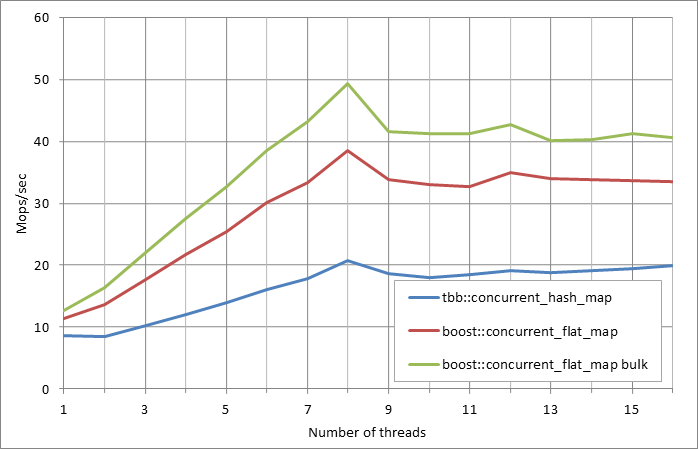 60
50
40
30
20
10
0
Mops/sec
tbb::concurrent_hash_map
boost::concurrent_flat_map
boost::concurrent_flat_map bulk
1 3 5 7 9 11 13 15
Number of threads